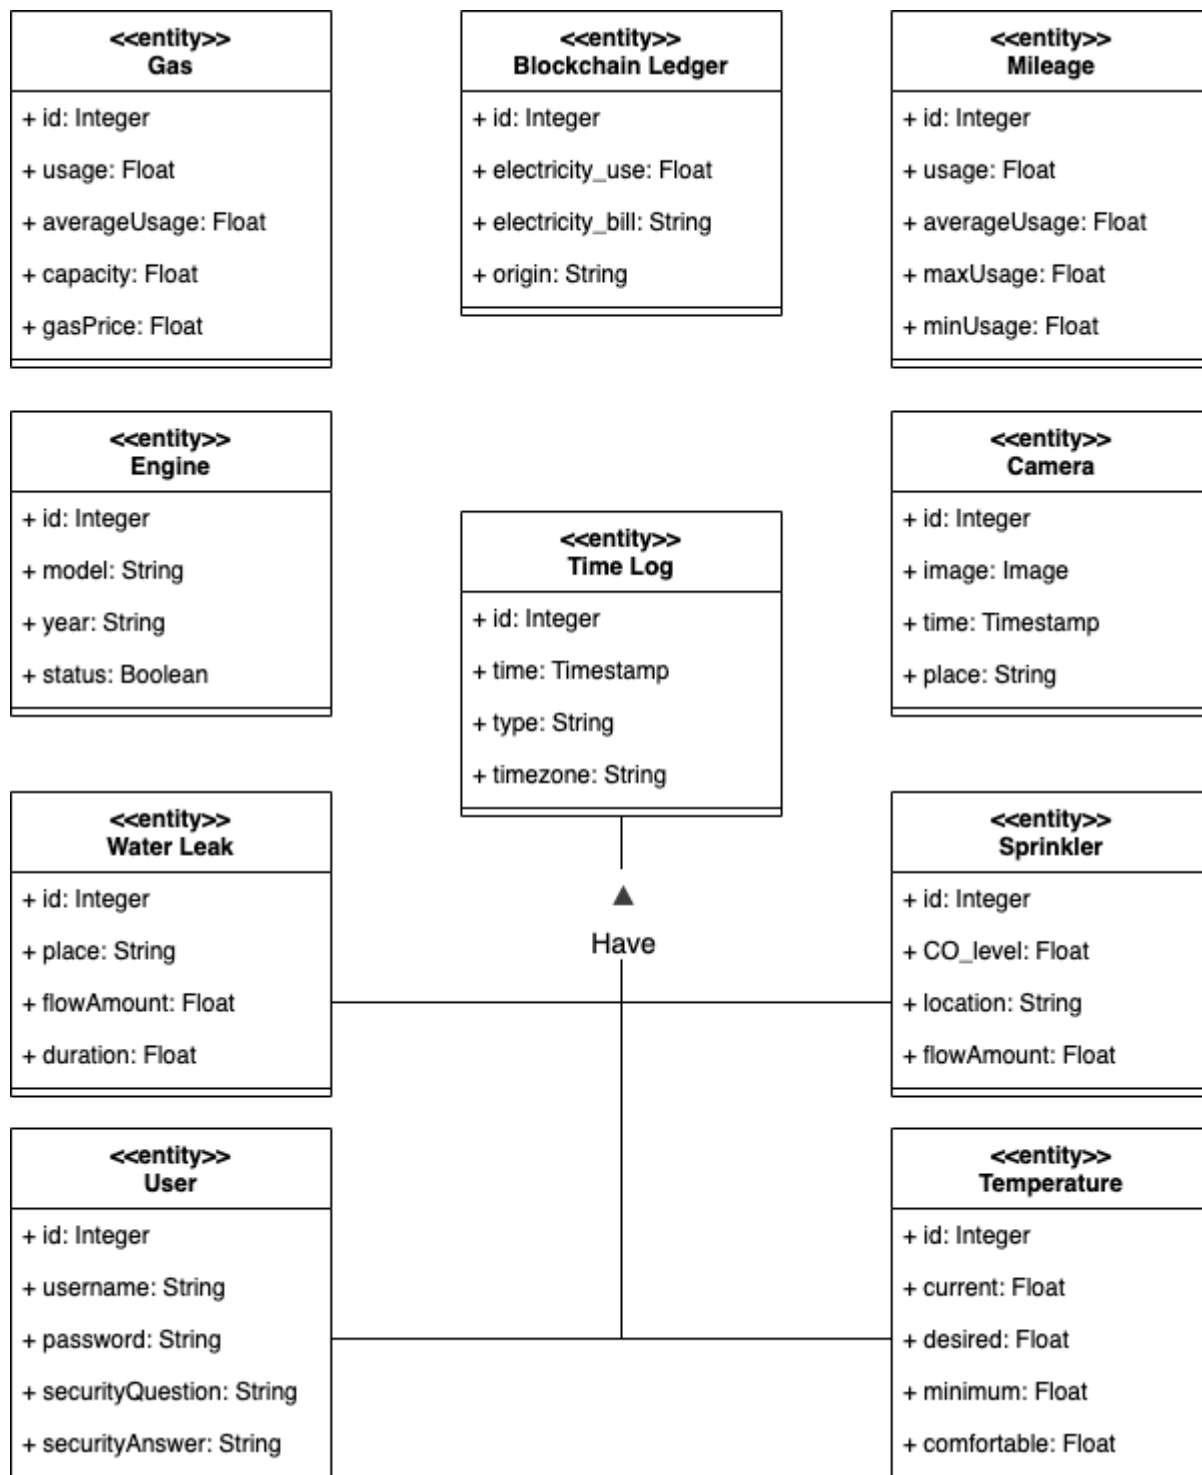 <<entity>>
Gas
+ id: Integer
+ usage: Float
+ averageUsage: Float
+ capacity: Float
+ gasPrice: Float
<<entity>>
Blockchain Ledger
+ id: Integer
+ electricity_use: Float
+ electricity_bill: String
+ origin: String
<<entity>>
Mileage
+ id: Integer
+ usage: Float
+ averageUsage: Float
+ maxUsage: Float
+ minUsage: Float
<<entity>>
Engine
+ id: Integer
+ model: String
+ year: String
+ status: Boolean
<<entity>>
Time Log
+ id: Integer
+ time: Timestamp
+ type: String
+ timezone: String
<<entity>>
Camera
+ id: Integer
+ image: Image
+ time: Timestamp
+ place: String
<<entity>>
Water Leak
+ id: Integer
+ place: String
+ flowAmount: Float
+ duration: Float
Have
<<entity>>
Sprinkler
+ id: Integer
+ CO_level: Float
+ location: String
+ flowAmount: Float
<<entity>>
User
+ id: Integer
+ username: String
+ password: String
+ securityQuestion: String
+ securityAnswer: String
<<entity>>
Temperature
+ id: Integer
+ current: Float
+ desired: Float
+ minimum: Float
+ comfortable: Float